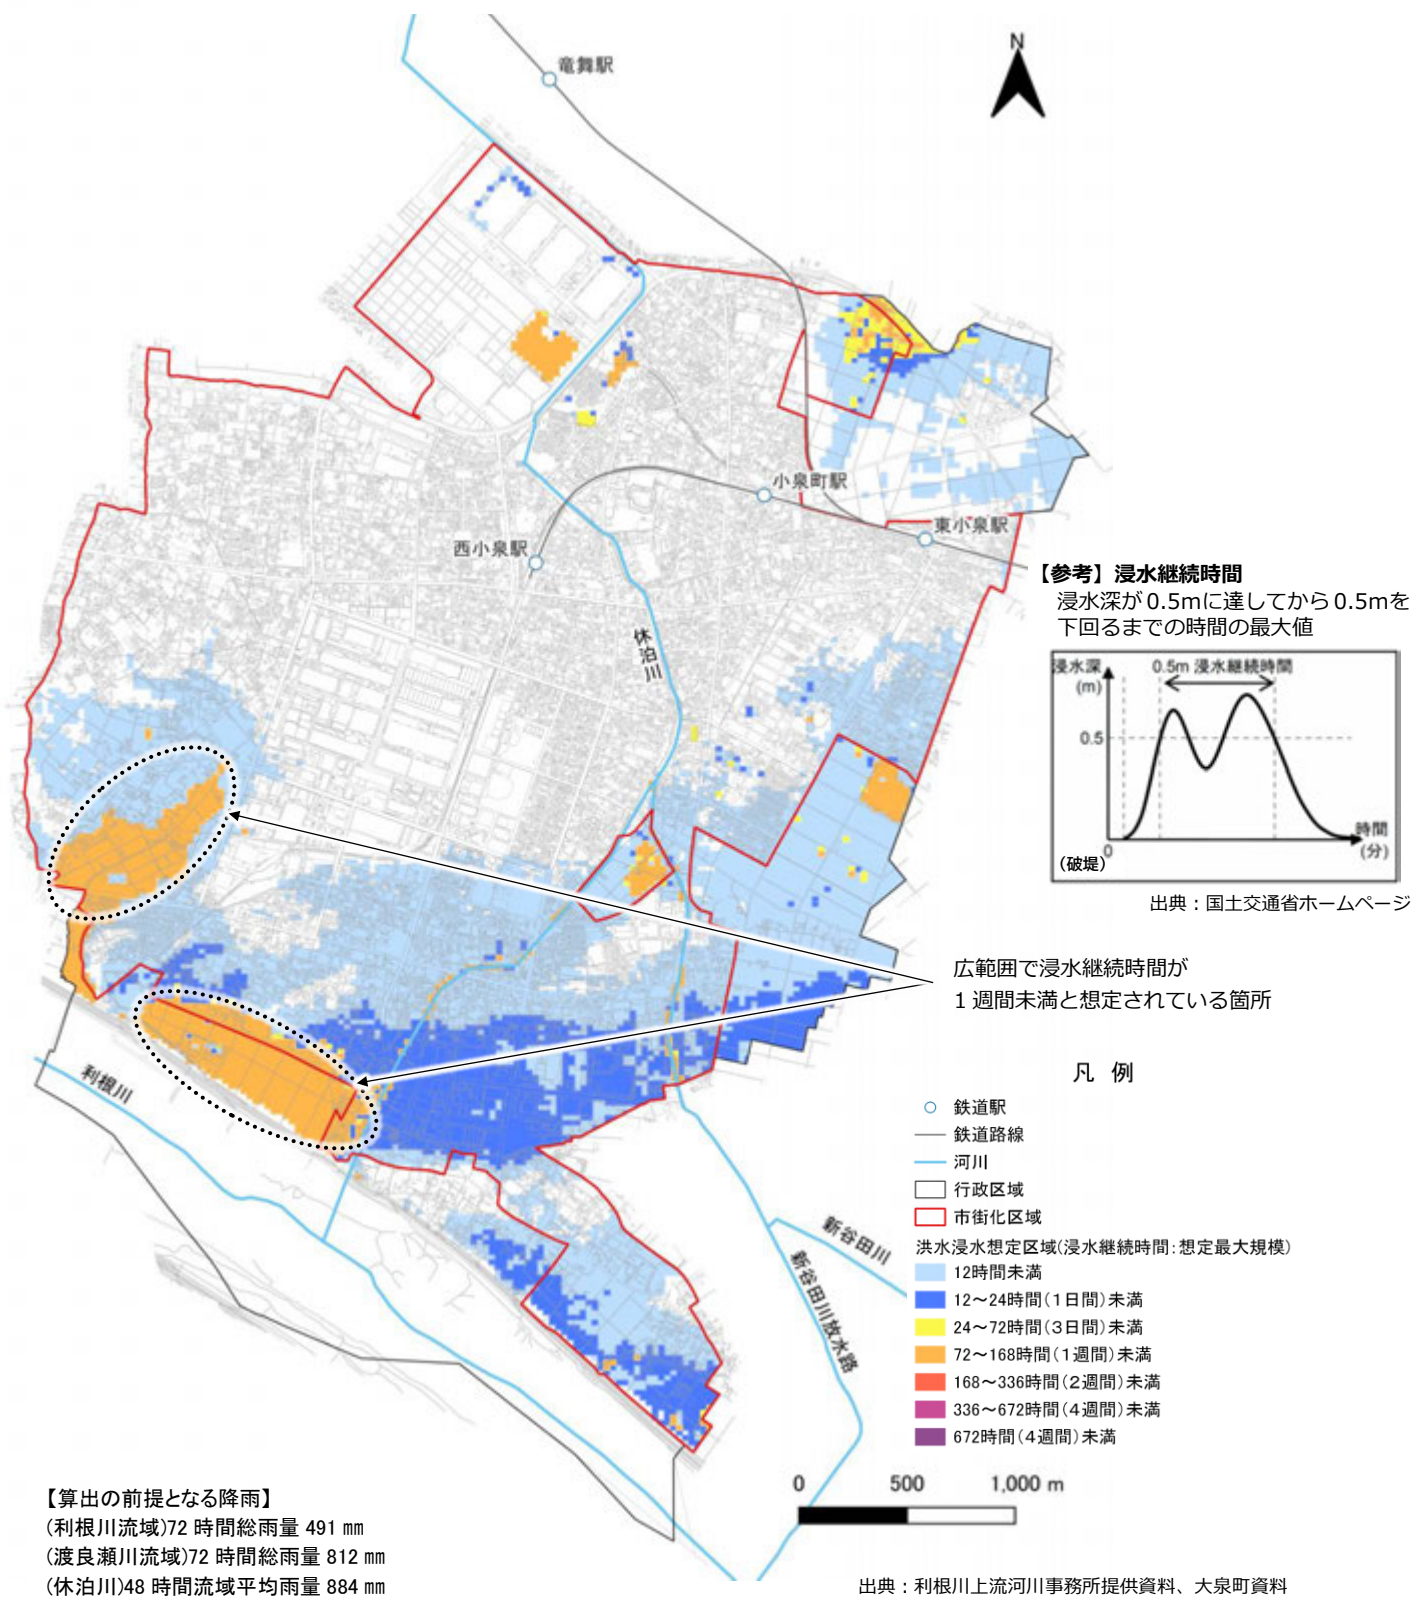 N
竜舞駅
小泉町駅
東小泉駅
西小泉駅
休泊川
【参考】浸水継続時間
浸水深が0.5mに達してから0.5mを
下回るまでの時間の最大値
浸水深
(m)
0.5m 浸水継続時間
0.5
0
時間
(分)
(破堤)
出典：国土交通省ホームページ
広範囲で浸水継続時間が
1週間未満と想定されている箇所
利根川
新谷田川
新谷田川放水路
凡 例
鉄道駅
鉄道路線
河川
行政区域
市街化区域
洪水浸水想定区域(浸水継続時間:想定最大規模)
12時間未満
12～24時間(1日間)未満
24～72時間(3日間)未満
72～168時間(1週間)未満
168～336時間(2週間)未満
336～672時間(4週間)未満
672時間(4週間)未満
0 500 1,000 m
【算出の前提となる降雨】
(利根川流域)72 時間総雨量 491 ㎜
(渡良瀬川流域)72 時間総雨量 812 ㎜
(休泊川)48 時間流域平均雨量 884 ㎜
出典：利根川上流河川事務所提供資料、大泉町資料